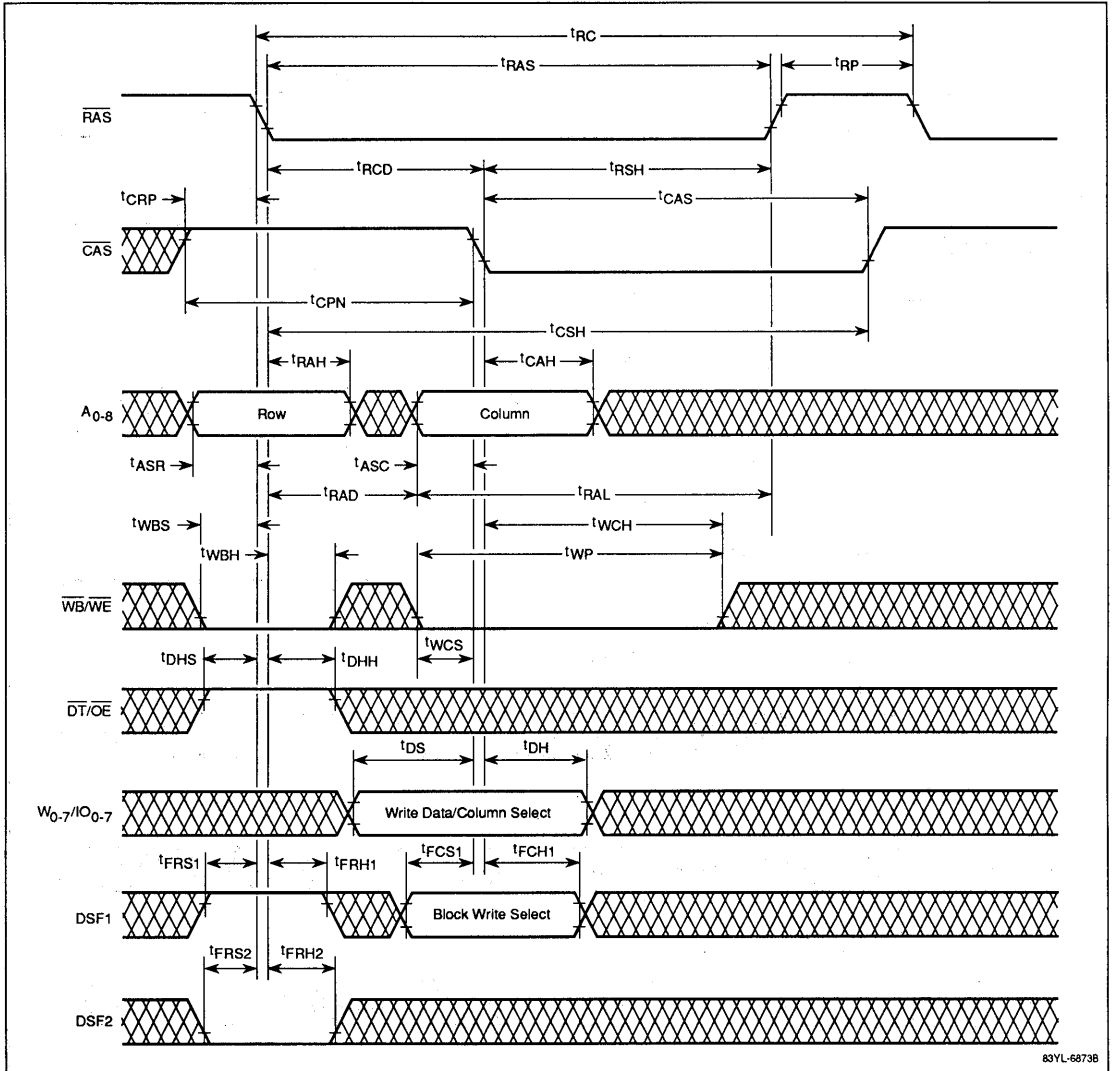 tRC
tRAS
tRP
RAS
tRCD
tRSH
tCRP
tCAS
CAS
tCPN
tCSH
tRAH
tCAH
A0-8
Row
Column
tASR
tASC
tRAD
tRAL
tWBS
tWCH
tWBH
tWP
WB/WE
tWCS
tDHS
tDHH
DT/OE
tDS
tDH
W0-7/IO0-7
Write Data/Column Select
tFRS1
tFRH1
tFCS1
tFCH1
DSF1
Block Write Select
tFRS2
tFRH2
DSF2
83YL-6873B